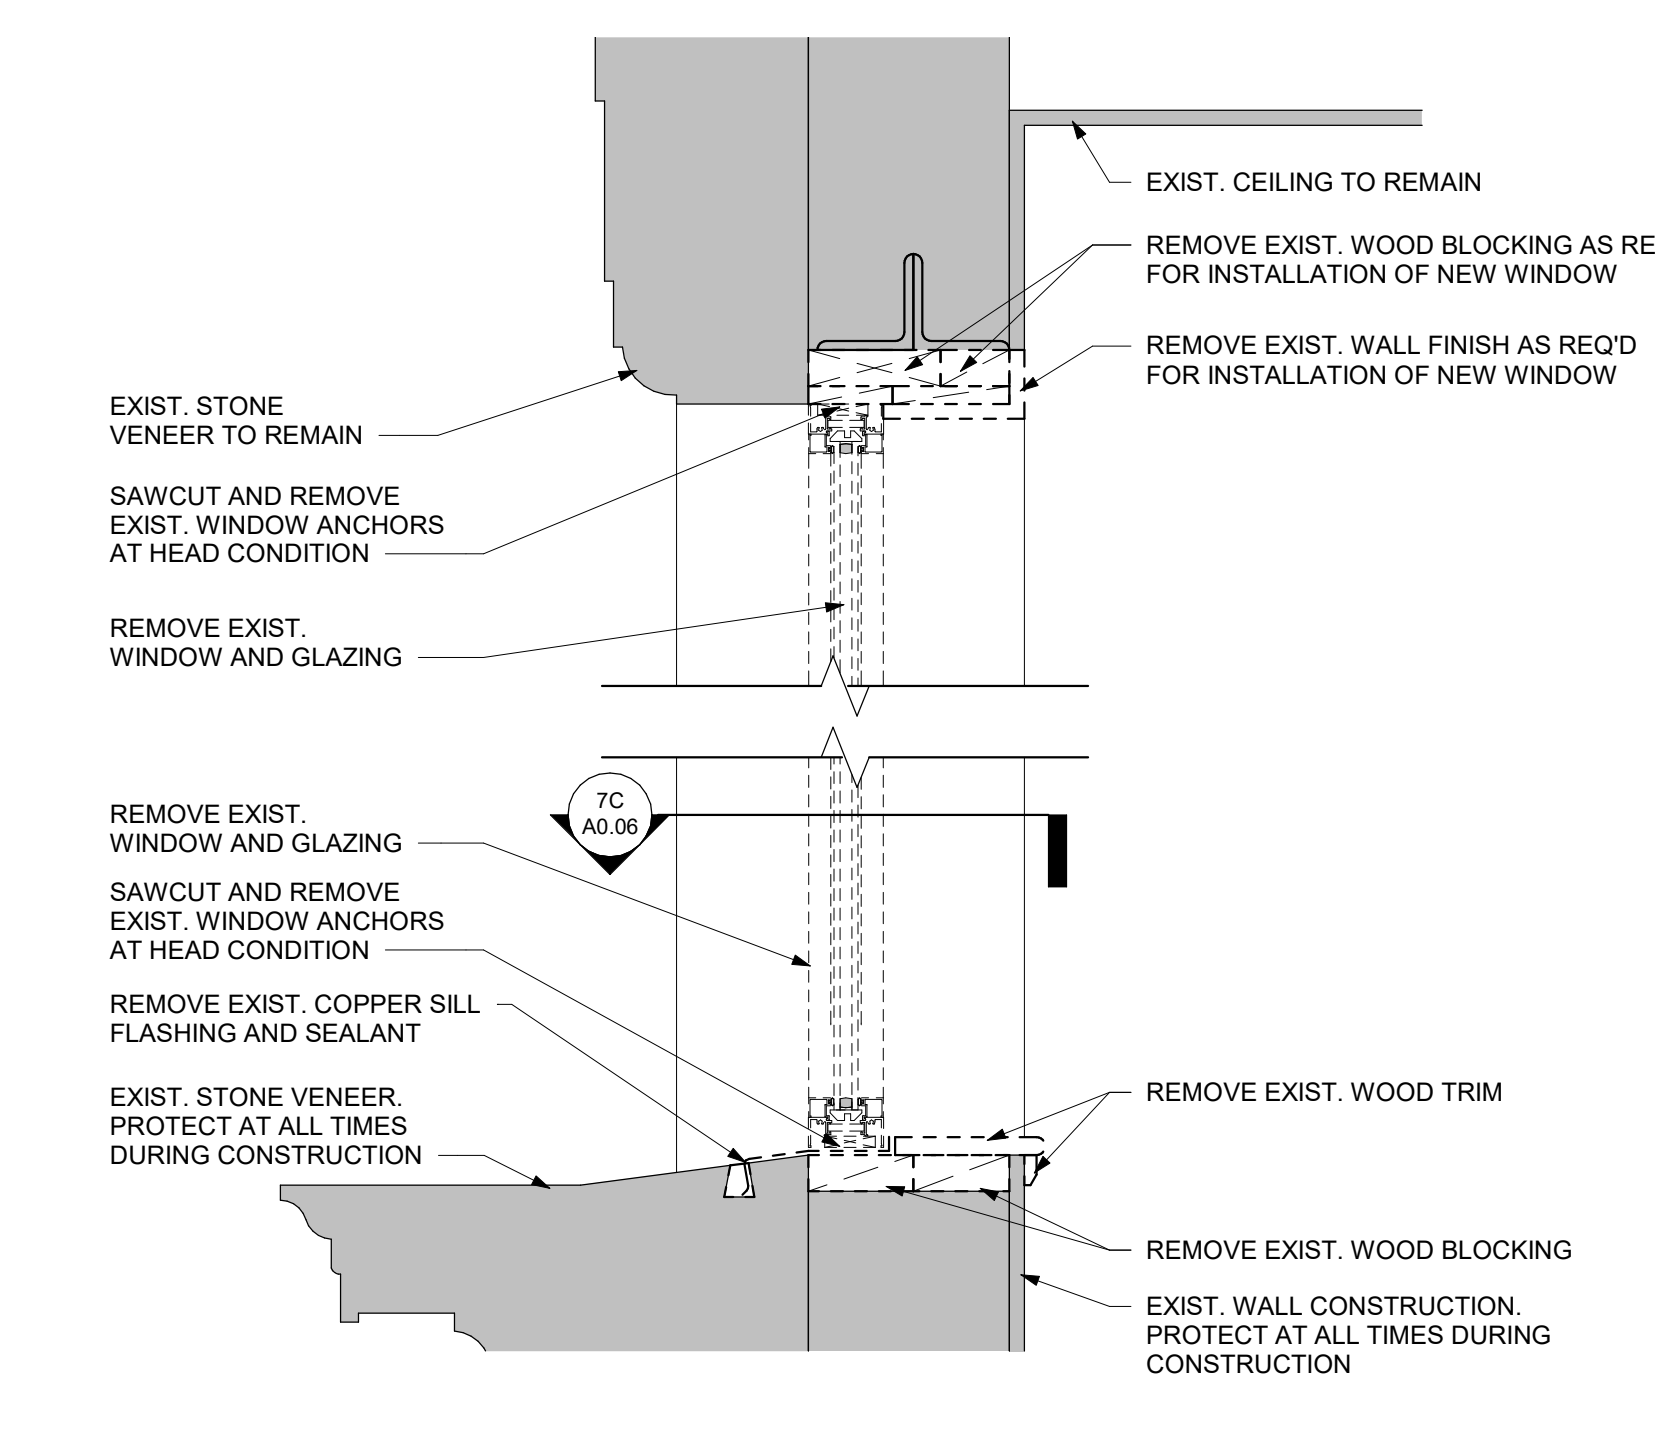 EXIST. CEILING TO REMAIN
REMOVE EXIST. WOOD BLOCKING AS RE
FOR INSTALLATION OF NEW WINDOW
REMOVE EXIST. WALL FINISH AS REQ'D
FOR INSTALLATION OF NEW WINDOW
EXIST. STONE
VENEER TO REMAIN
SAWCUT AND REMOVE
EXIST. WINDOW ANCHORS
AT HEAD CONDITION
REMOVE EXIST.
WINDOW AND GLAZING
7C
A0.06
REMOVE EXIST.
WINDOW AND GLAZING
SAWCUT AND REMOVE
EXIST. WINDOW ANCHORS
AT HEAD CONDITION
REMOVE EXIST. COPPER SILL
FLASHING AND SEALANT
EXIST. STONE VENEER.
PROTECT AT ALL TIMES
DURING CONSTRUCTION
REMOVE EXIST. WOOD TRIM
REMOVE EXIST. WOOD BLOCKING
EXIST. WALL CONSTRUCTION.
PROTECT AT ALL TIMES DURING
CONSTRUCTION